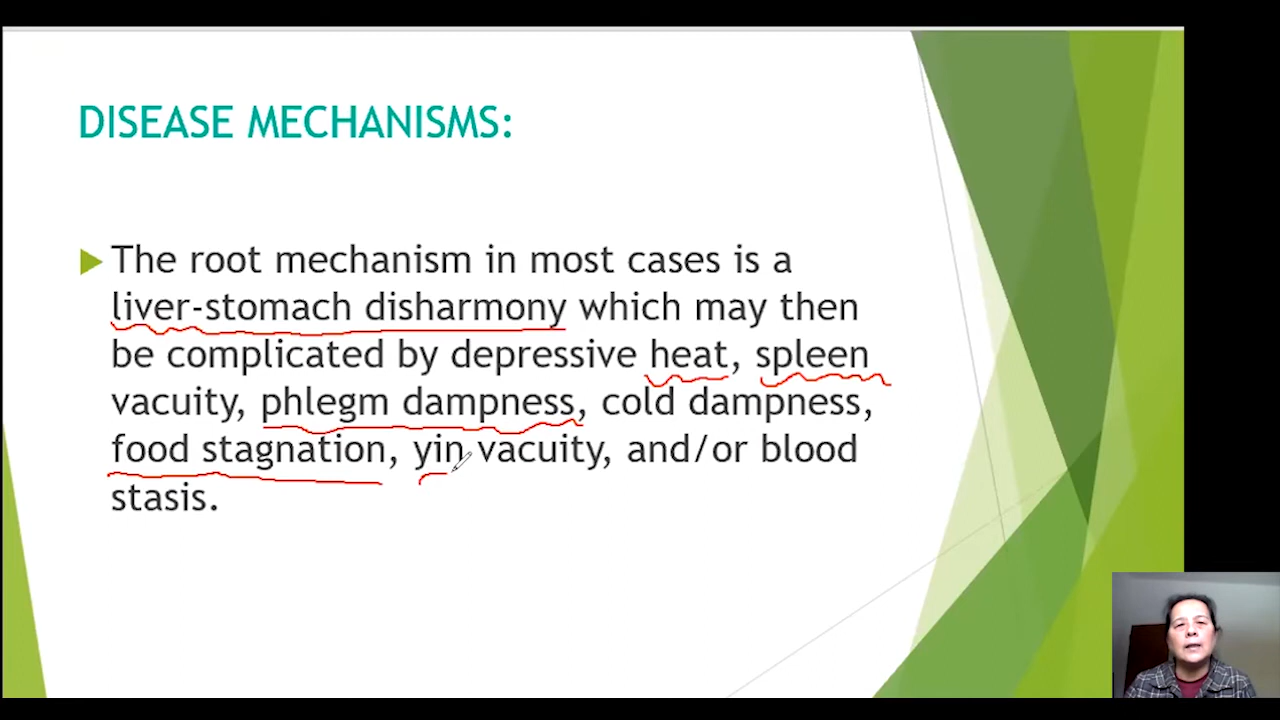 DISEASE MECHANISMS:
The root mechanism in most cases is a
liver-stomach disharmony which may then
be complicated by depressive heat, spleen
vacuity, phlegm dampness, cold dampness,
food stagnation, yin vacuity, and/or blood
stasis.